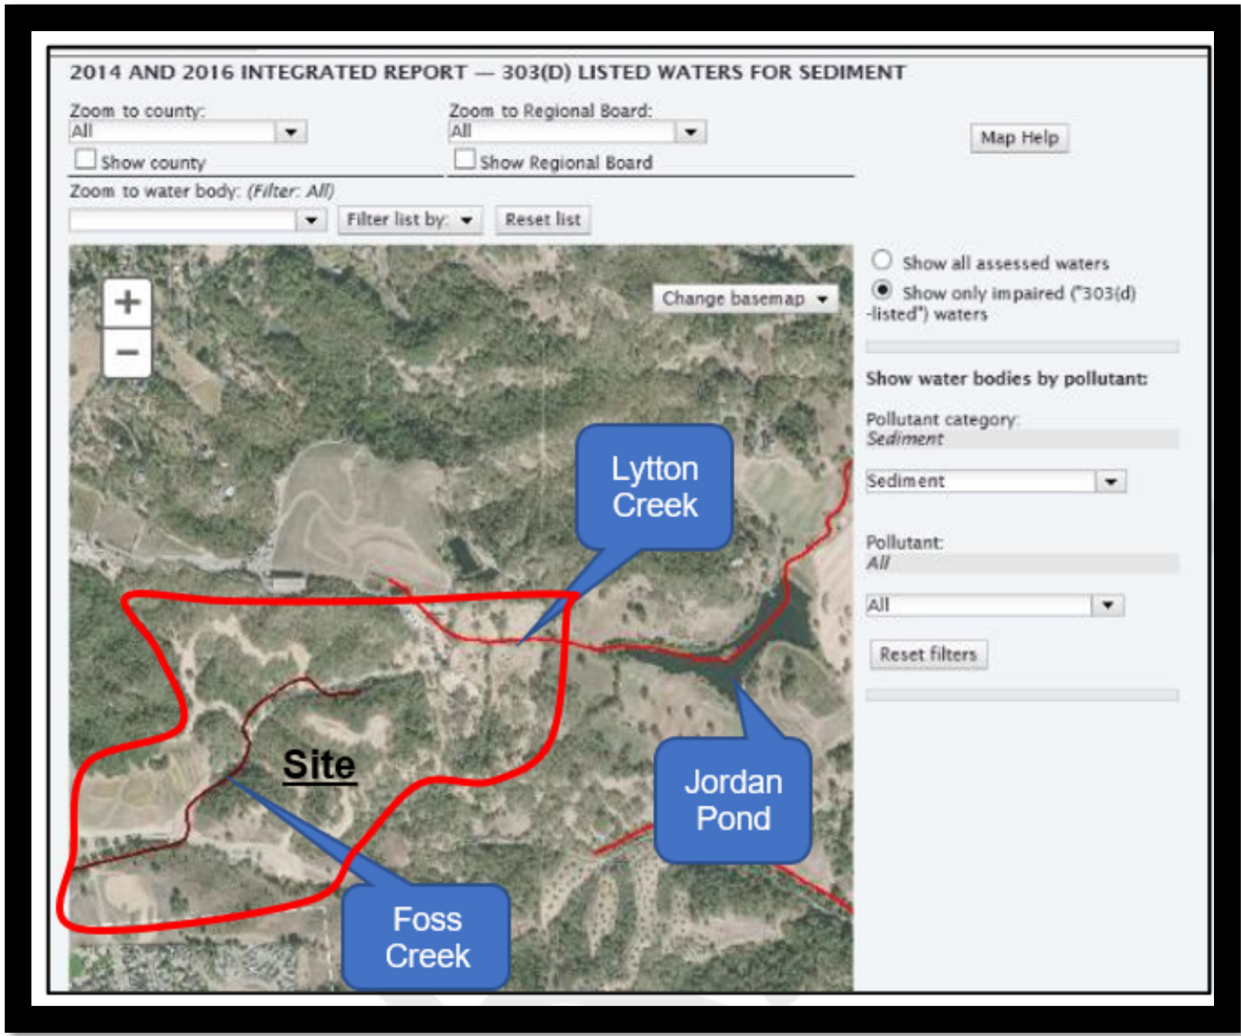 2014 AND 2016 INTEGRATED REPORT — 303(D) LISTED WATERS FOR SEDIMENT
Zoom to county:
All
Show county
Zoom to Regional Board:
All
Show Regional Board
Map Help
Zoom to water body: (Filter: All)
Filter list by:
Reset list
+
−
Change basemap
Lytton
Creek
Site
Jordan
Pond
Foss
Creek
Show all assessed waters
Show only impaired ("303(d)
-listed") waters
Show water bodies by pollutant:
Pollutant category:
Sediment
Sediment
Pollutant:
All
All
Reset filters